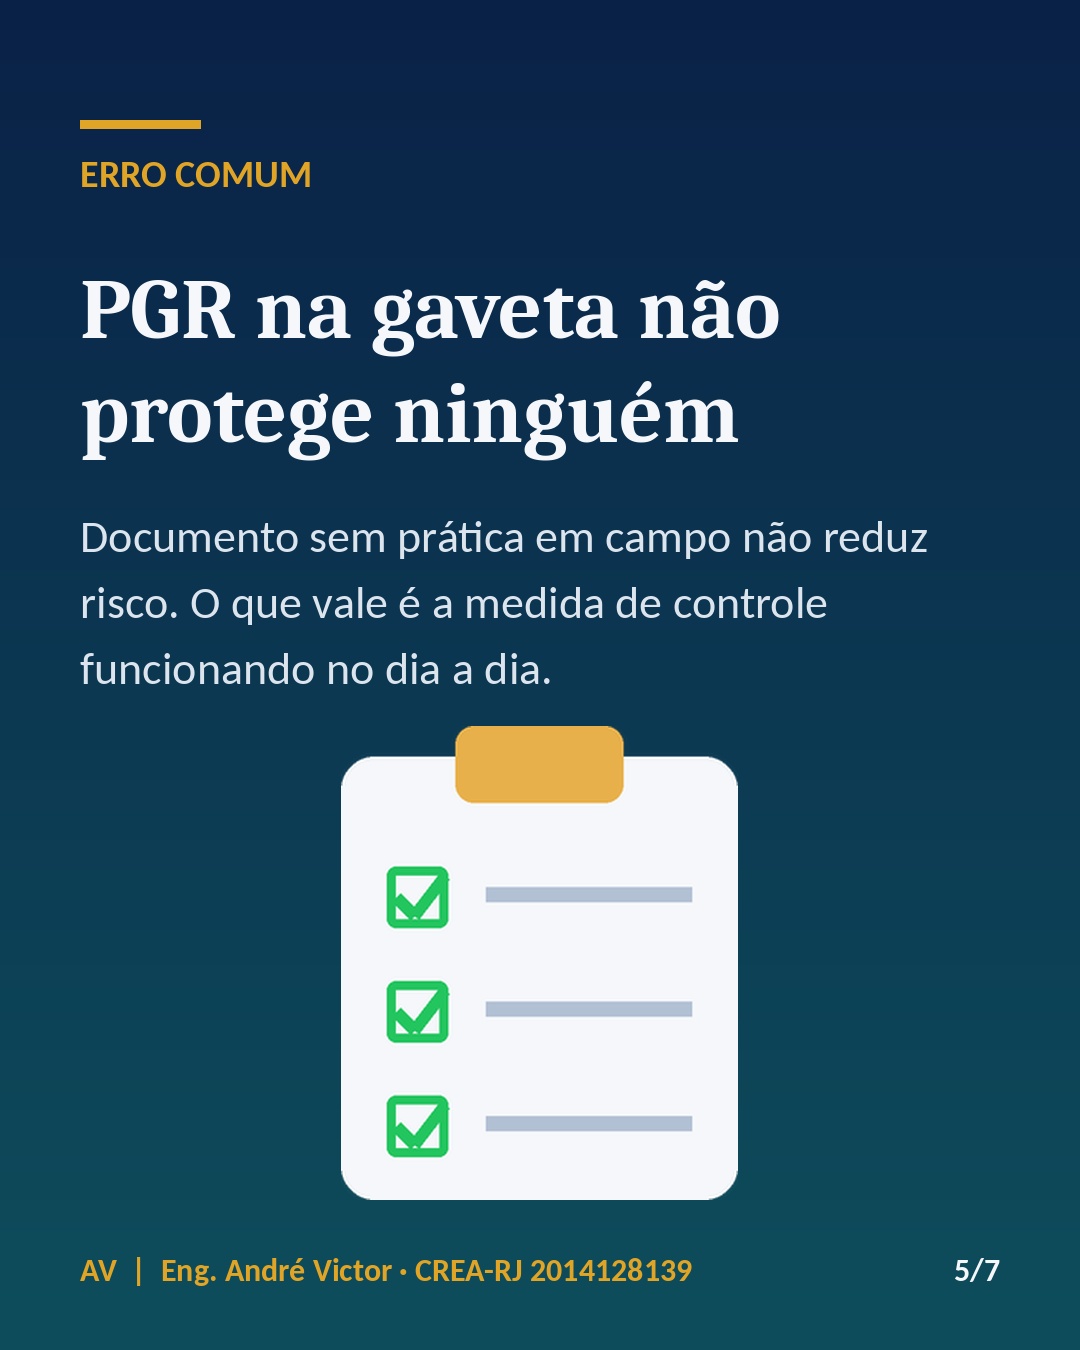 ERRO COMUM
PGR na gaveta não
protege ninguém
Documento sem prática em campo não reduz
risco. O que vale é a medida de controle
funcionando no dia a dia.
AV | Eng. André Victor · CREA-RJ 2014128139
5/7